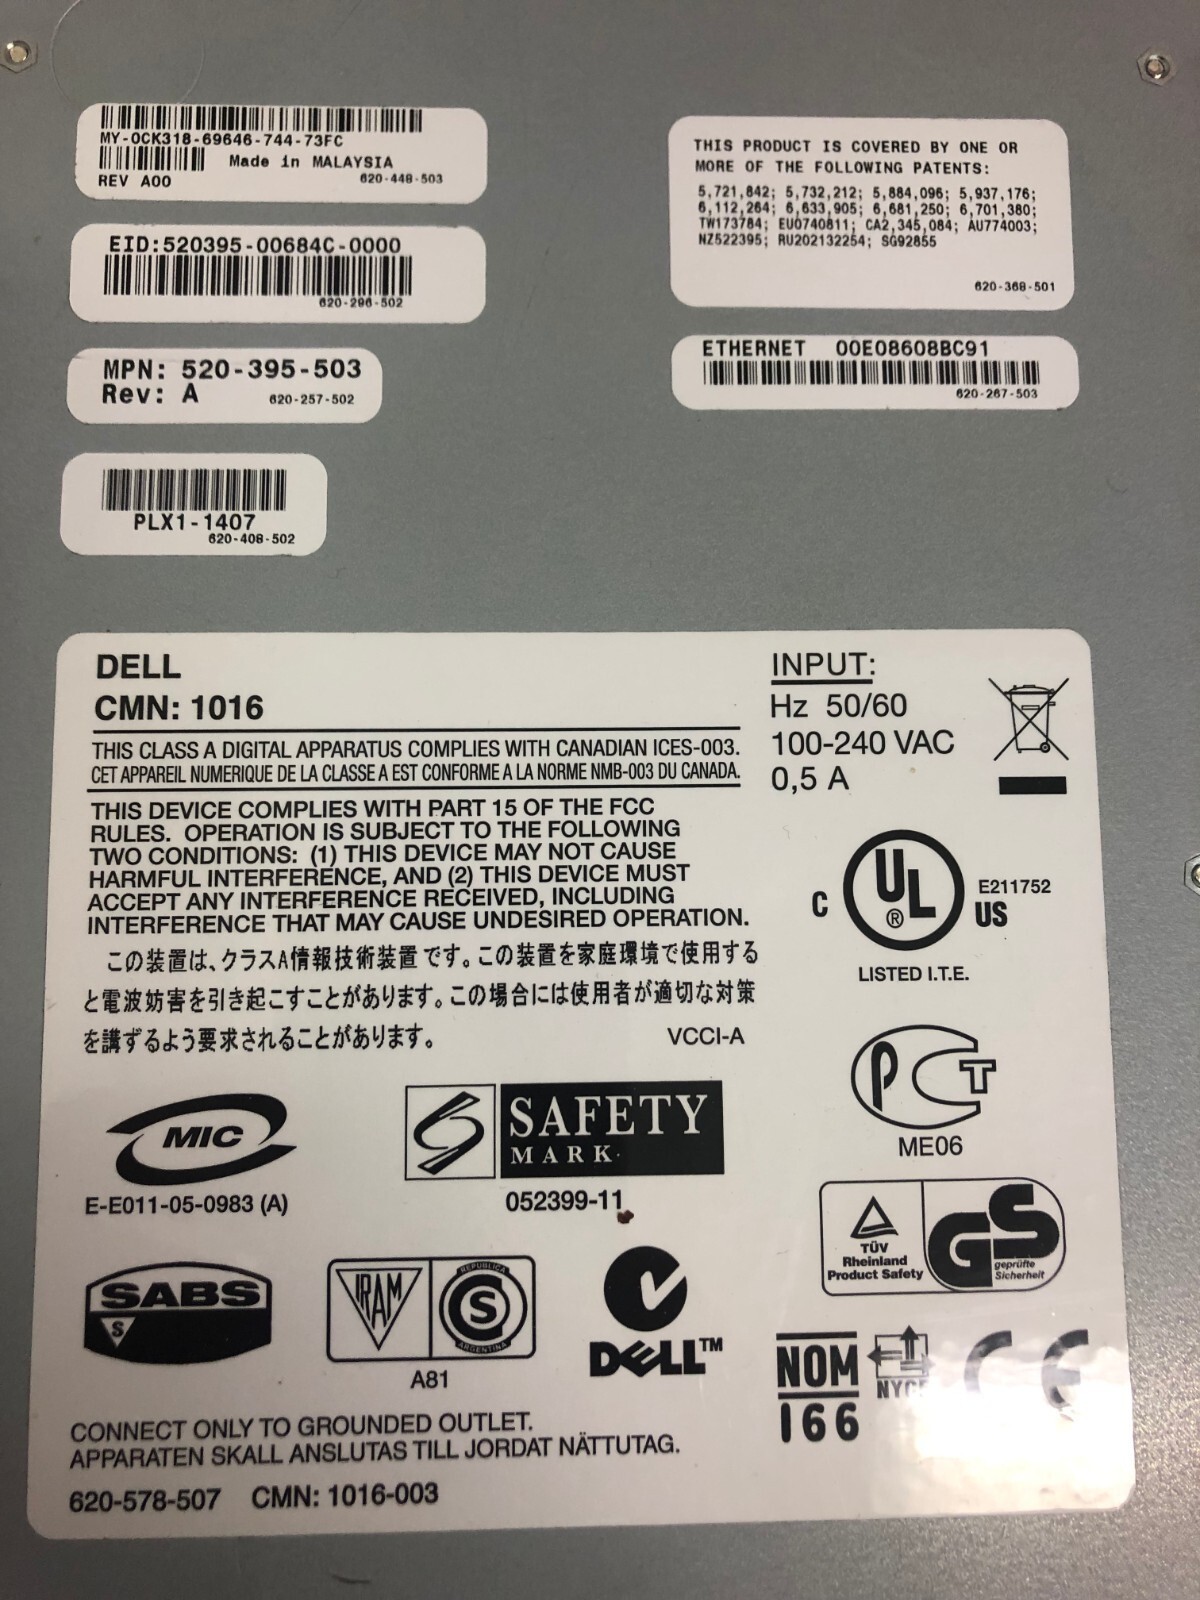 MY-0CK318-69646-744-73FC
Made in MALAYSIA
REV A00
620-448-503
EID:520395-00684C-0000
620-296-502
MPN: 520-395-503
Rev: A
620-257-502
PLX1-1407
620-408-502
THIS PRODUCT IS COVERED BY ONE OR
MORE OF THE FOLLOWING PATENTS:
5,721,842; 5,732,212; 5,884,096; 5,937,176;
6,112,264; 6,633,905; 6,681,250; 6,701,380;
TW173784; EU0740811; CA2,345,084; AU774003;
NZ522395; RU202132254; SG92855
620-368-501
ETHERNET 00E08608BC91
620-267-503
DELL
CMN: 1016
THIS CLASS A DIGITAL APPARATUS COMPLIES WITH CANADIAN ICES-003.
CET APPAREIL NUMERIQUE DE LA CLASSE A EST CONFORME A LA NORME NMB-003 DU CANADA.
THIS DEVICE COMPLIES WITH PART 15 OF THE FCC
RULES. OPERATION IS SUBJECT TO THE FOLLOWING
TWO CONDITIONS: (1) THIS DEVICE MAY NOT CAUSE
HARMFUL INTERFERENCE, AND (2) THIS DEVICE MUST
ACCEPT ANY INTERFERENCE RECEIVED, INCLUDING
INTERFERENCE THAT MAY CAUSE UNDESIRED OPERATION.
この装置は、クラスA情報技術装置です。この装置を家庭環境で使用する
と電波妨害を引き起こすことがあります。この場合には使用者が適切な対策
を講ずるよう要求されることがあります。
VCCI-A
INPUT:
Hz 50/60
100-240 VAC
0,5 A
C UL ® US
E211752
LISTED I.T.E.
PCT
ME06
MIC
E-E011-05-0983 (A)
S SAFETY
MARK
052399-11
TÜV
Rheinland
Product Safety
GS
geprüfte
Sicherheit
SABS
S
IRAM
REPUBLICA
S
ARGENTINA
A81
DELL™
NOM
166
NYCE
CE
CONNECT ONLY TO GROUNDED OUTLET.
APPARATEN SKALL ANSLUTAS TILL JORDAT NÄTTUTAG.
620-578-507 CMN: 1016-003